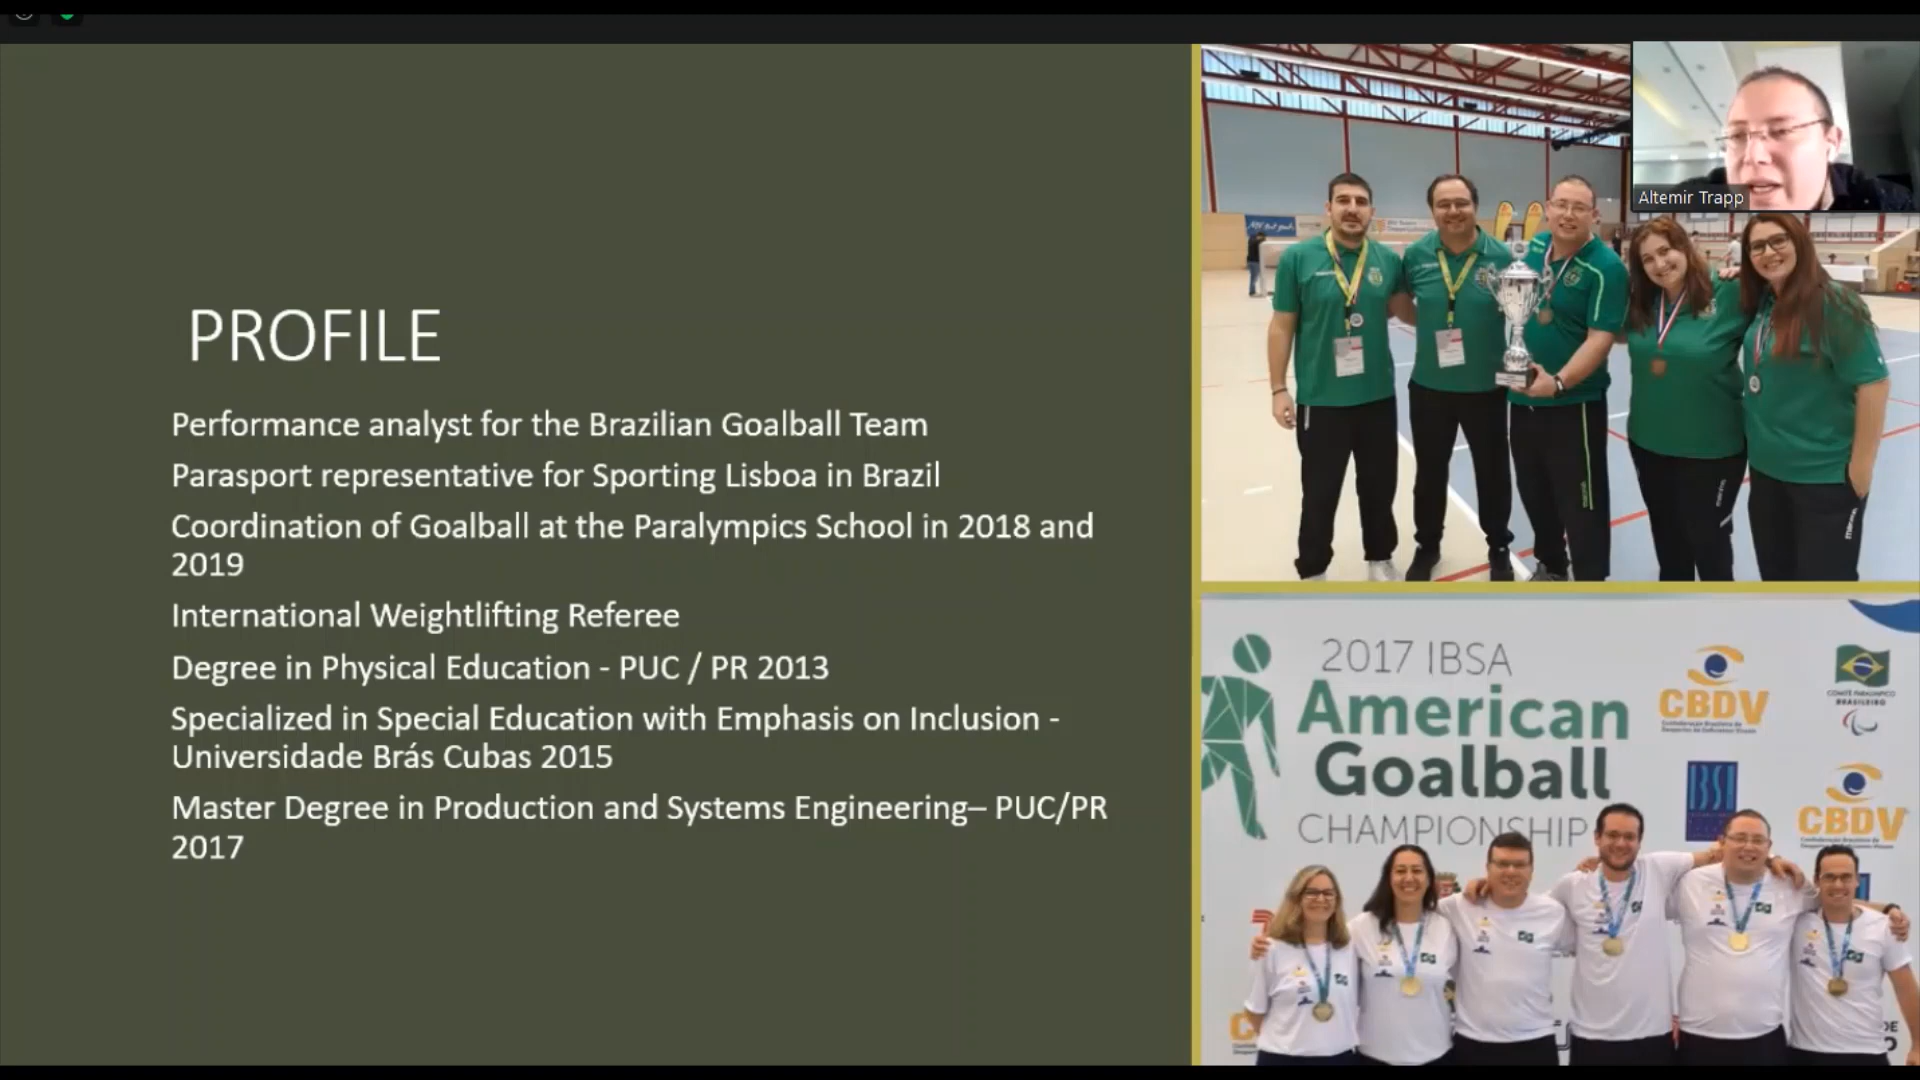 PROFILE
Performance analyst for the Brazilian Goalball Team
Parasport representative for Sporting Lisboa in Brazil
Coordination of Goalball at the Paralympics School in 2018 and
2019
International Weightlifting Referee
Degree in Physical Education - PUC / PR 2013
Specialized in Special Education with Emphasis on Inclusion -
Universidade Brás Cubas 2015
Master Degree in Production and Systems Engineering– PUC/PR
2017
Altemir Trapp
2017 IBSA
American
Goalball
CHAMPIONSHIP
CBDV
COMITÊ PARALÍMPICO
BRASILEIRO
CBDV